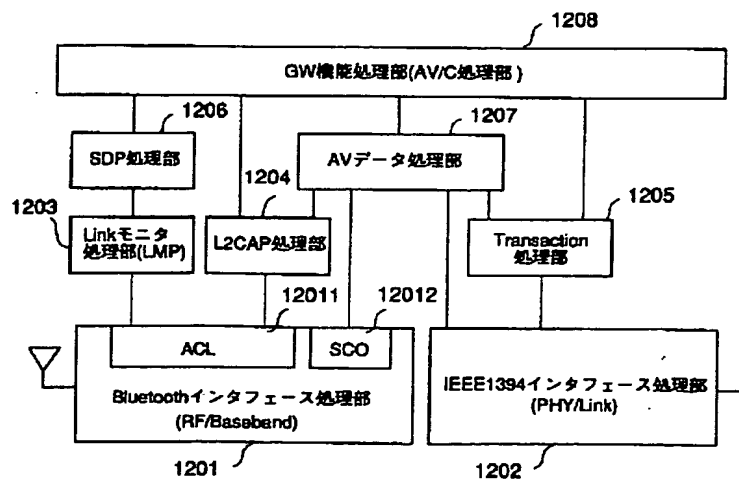 1208
GW機能処理部(AV/C処理部)
1206
1207
SDP処理部
AVデータ処理部
1204
1205
1203
Linkモニタ
処理部(LMP)
L2CAP処理部
Transaction
処理部
12011
12012
ACL
SCO
Bluetoothインタフェース処理部
(RF/Baseband)
IEEE1394インタフェース処理部
(PHY/Link)
1201
1202